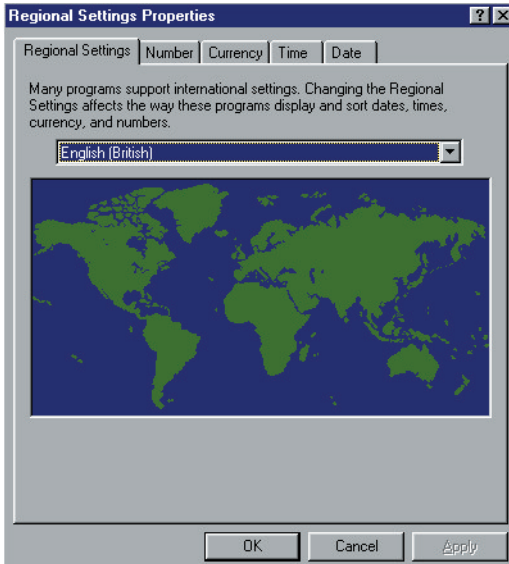 Regional Settings Properties
Regional Settings Number Currency Time Date
Many programs support international settings. Changing the Regional
Settings affects the way these programs display and sort dates, times,
currency, and numbers.
English (British)
OK Cancel Apply